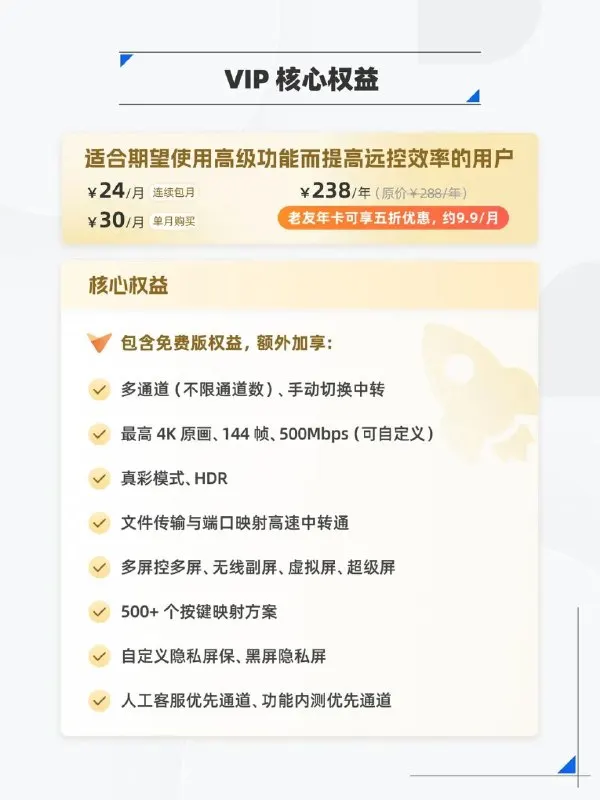 VIP 核心权益
适合期望使用高级功能而提高远控效率的用户
¥24/月 连续包月
¥238/年（原价¥288/年）
¥30/月 单月购买
老友年卡可享五折优惠，约9.9/月
核心权益
包含免费版权益，额外加享：
多通道（不限通道数）、手动切换中转
最高 4K 原画、144 帧、500Mbps（可自定义）
真彩模式、HDR
文件传输与端口映射高速中转通
多屏控多屏、无线副屏、虚拟屏、超级屏
500+ 个按键映射方案
自定义隐私屏保、黑屏隐私屏
人工客服优先通道、功能内测优先通道